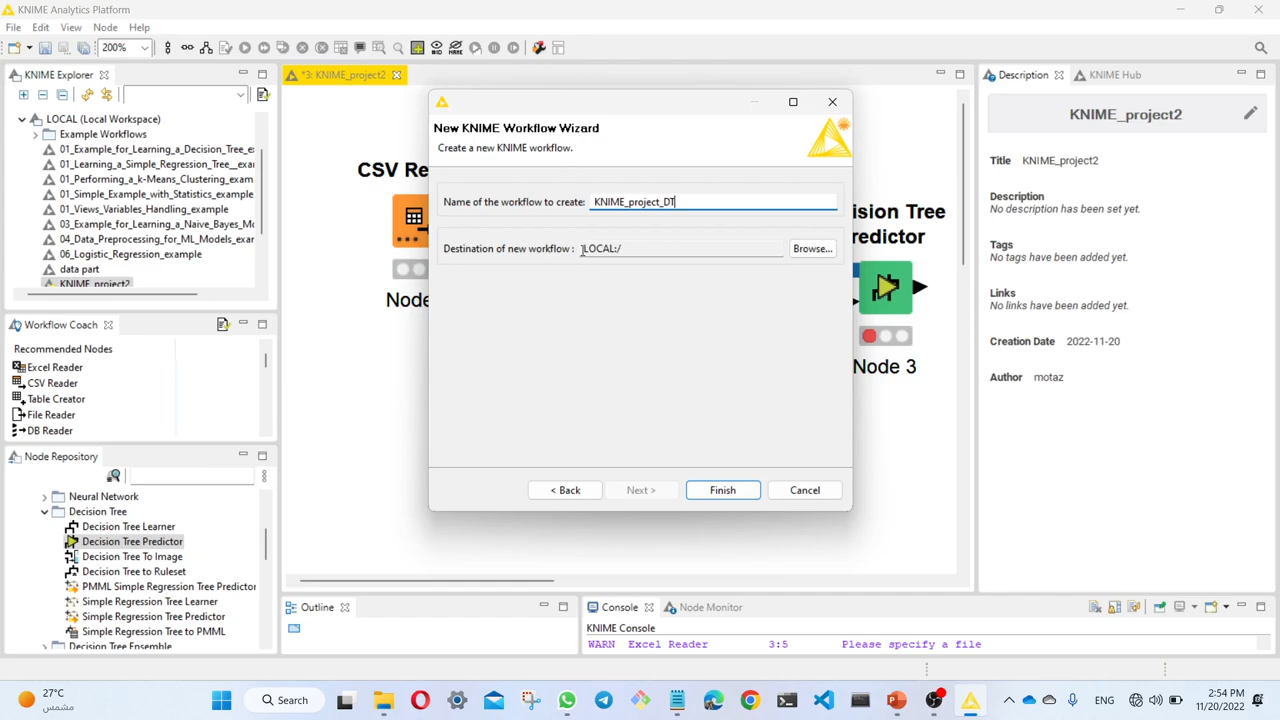 KNIME Analytics Platform
File Edit View Node Help
200%
KNIME Explorer
*3: KNIME_project2
Description
KNIME Hub
LOCAL (Local Workspace)
Example Workflows
01_Example_for_Learning_a_Decision_Tree_e
01_Learning_a_Simple_Regression_Tree__exa
01_Performing_a_k-Means_Clustering_examp
01_Simple_Example_with_Statistics_example
01_Views_Variables_Handling_example
03_Example_for_Learning_a_Naive_Bayes_mod
04_Data_Preprocessing_for_ML_Models_exam
06_Logistic_Regression_example
data part
KNIME_project2
Workflow Coach
Recommended Nodes
Excel Reader
CSV Reader
Table Creator
File Reader
DB Reader
Node Repository
Neural Network
Decision Tree
Decision Tree Learner
Decision Tree Predictor
Decision Tree To Image
Decision Tree to Ruleset
PMML Simple Regression Tree Predictor
Simple Regression Tree Learner
Simple Regression Tree Predictor
Simple Regression Tree to PMML
Decision Tree Ensemble
CSV Re
Node
New KNIME Workflow Wizard
Create a new KNIME workflow.
Name of the workflow to create: KNIME_project_DT
Destination of new workflow : LOCAL:/
Browse...
< Back
Next >
Finish
Cancel
ision Tree
redictor
Node 3
KNIME_project2
Title KNIME_project2
Description
No description has been set yet.
Tags
No tags have been added yet.
Links
No links have been added yet.
Creation Date 2022-11-20
Author motaz
Outline
Console
Node Monitor
KNIME Console
WARN Excel Reader 3:5 Please specify a file
27°C
مشمس
Search
ENG
2:54 PM
11/20/2022